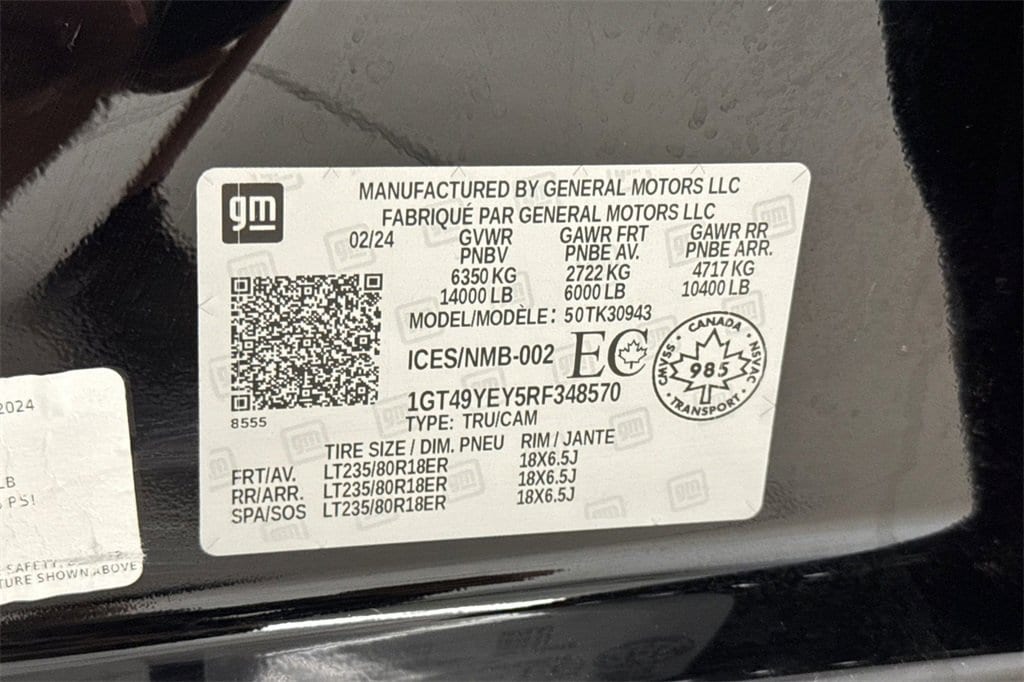 gm
MANUFACTURED BY GENERAL MOTORS LLC
FABRIQUÉ PAR GENERAL MOTORS LLC
02/24 GVWR GAWR FRT GAWR RR
PNBV PNBE AV. PNBE ARR.
6350 KG 2722 KG 4717 KG
14000 LB 6000 LB 10400 LB
MODEL/MODÈLE: 50TK30943
ICES/NMB-002 EC
CANADA
CMVSS 985 NSVAC
TRANSPORT
1GT49YEY5RF348570
TYPE: TRU/CAM
8555
TIRE SIZE / DIM. PNEU RIM / JANTE
FRT/AV. LT235/80R18ER 18X6.5J
RR/ARR. LT235/80R18ER 18X6.5J
SPA/SOS LT235/80R18ER 18X6.5J
2024
LB
PSI
SAFETY,
TURE SHOWN ABOVE